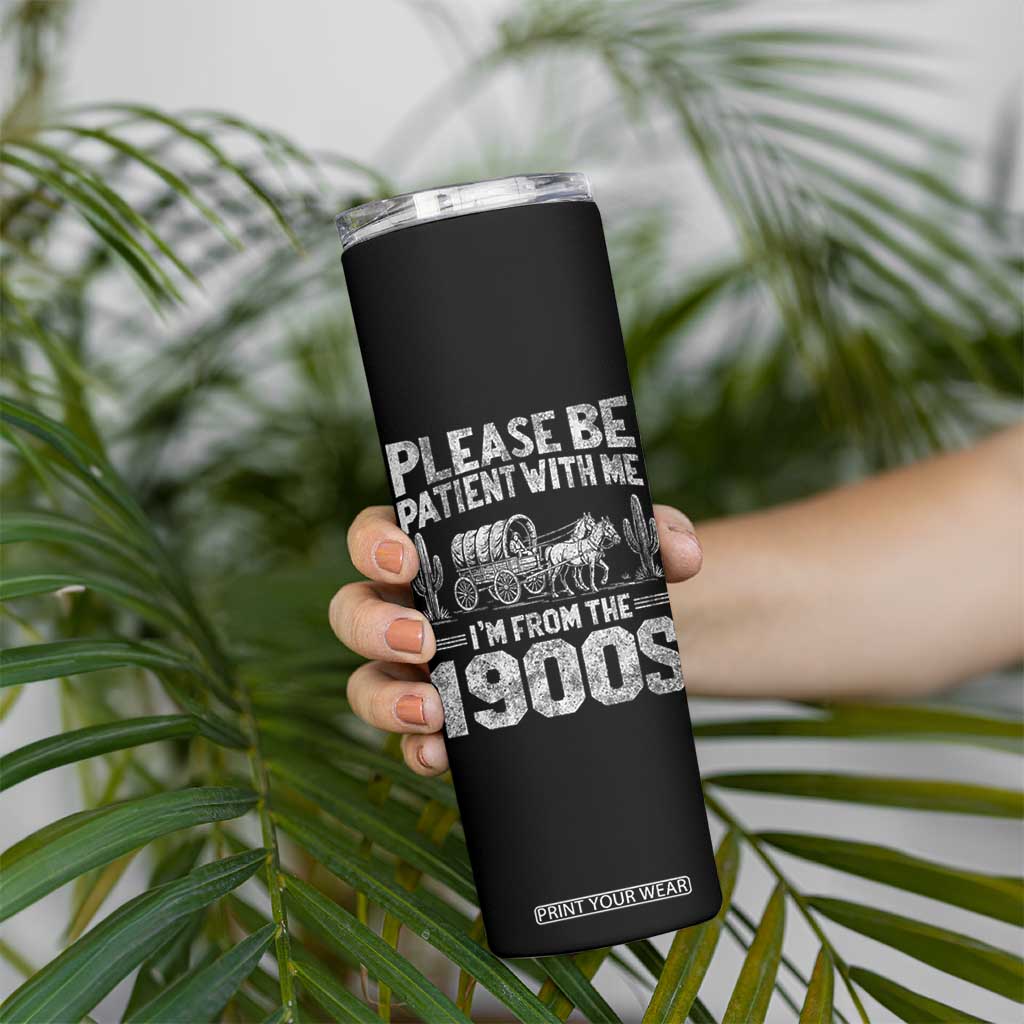 PLEASE BE
PATIENT WITH ME
I'M FROM THE
1900S
PRINT YOUR WEAR